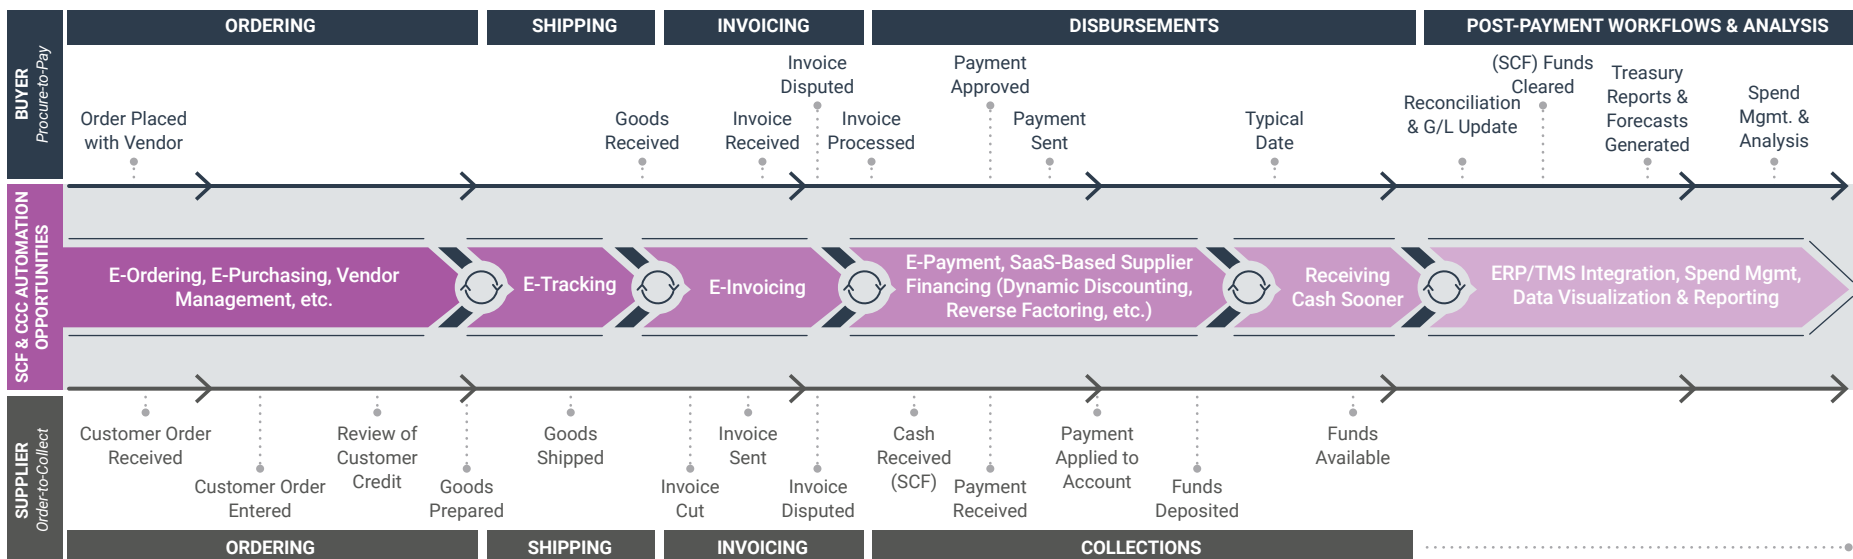 ORDERING
SHIPPING
INVOICING
DISBURSEMENTS
POST-PAYMENT WORKFLOWS & ANALYSIS
BUYER
Procure-to-Pay
Order Placed
with Vendor
Goods
Received
Invoice
Received
Invoice
Disputed
Invoice
Processed
Payment
Approved
Payment
Sent
Typical
Date
Reconciliation
& G/L Update
(SCF) Funds
Cleared
Treasury
Reports &
Forecasts
Generated
Spend
Mgmt. &
Analysis
SCF & CCC AUTOMATION
OPPORTUNITIES
E-Ordering, E-Purchasing, Vendor
Management, etc.
E-Tracking
E-Invoicing
E-Payment, SaaS-Based Supplier
Financing (Dynamic Discounting,
Reverse Factoring, etc.)
Receiving
Cash Sooner
ERP/TMS Integration, Spend Mgmt,
Data Visualization & Reporting
SUPPLIER
Order-to-Collect
Customer Order
Received
Customer Order
Entered
Review of
Customer
Credit
Goods
Prepared
Goods
Shipped
Invoice
Cut
Invoice
Sent
Invoice
Disputed
Cash
Received
(SCF)
Payment
Received
Payment
Applied to
Account
Funds
Deposited
Funds
Available
ORDERING
SHIPPING
INVOICING
COLLECTIONS